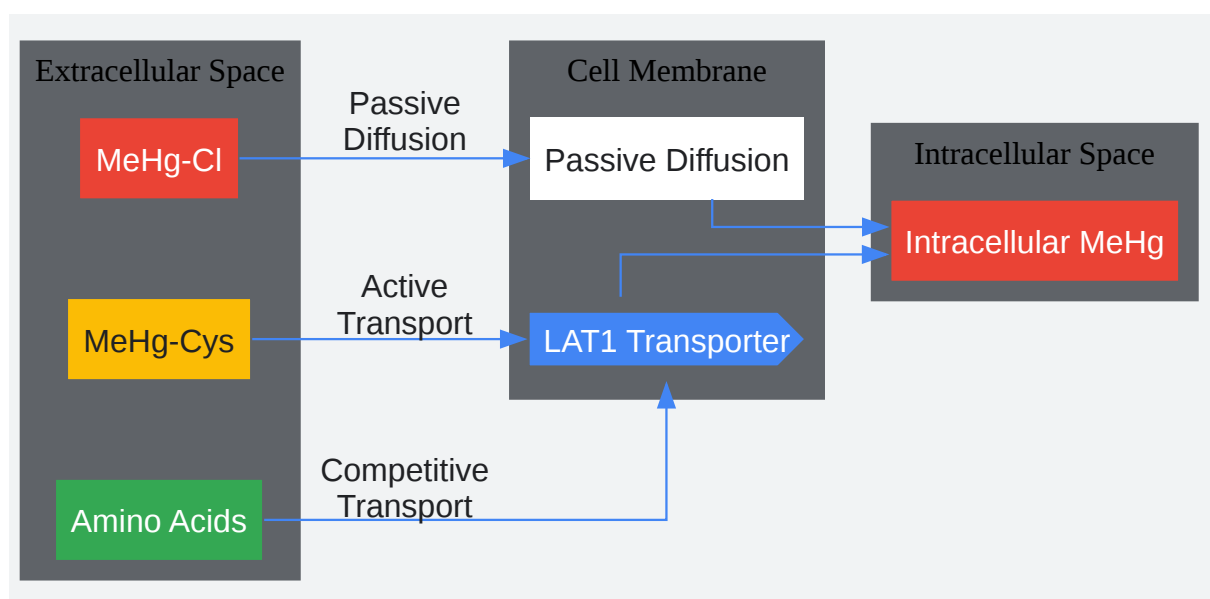 Extracellular Space
MeHg-Cl
MeHg-Cys
Amino Acids
Passive
Diffusion
Active
Transport
Competitive
Transport
Cell Membrane
Passive Diffusion
LAT1 Transporter
Intracellular Space
Intracellular MeHg